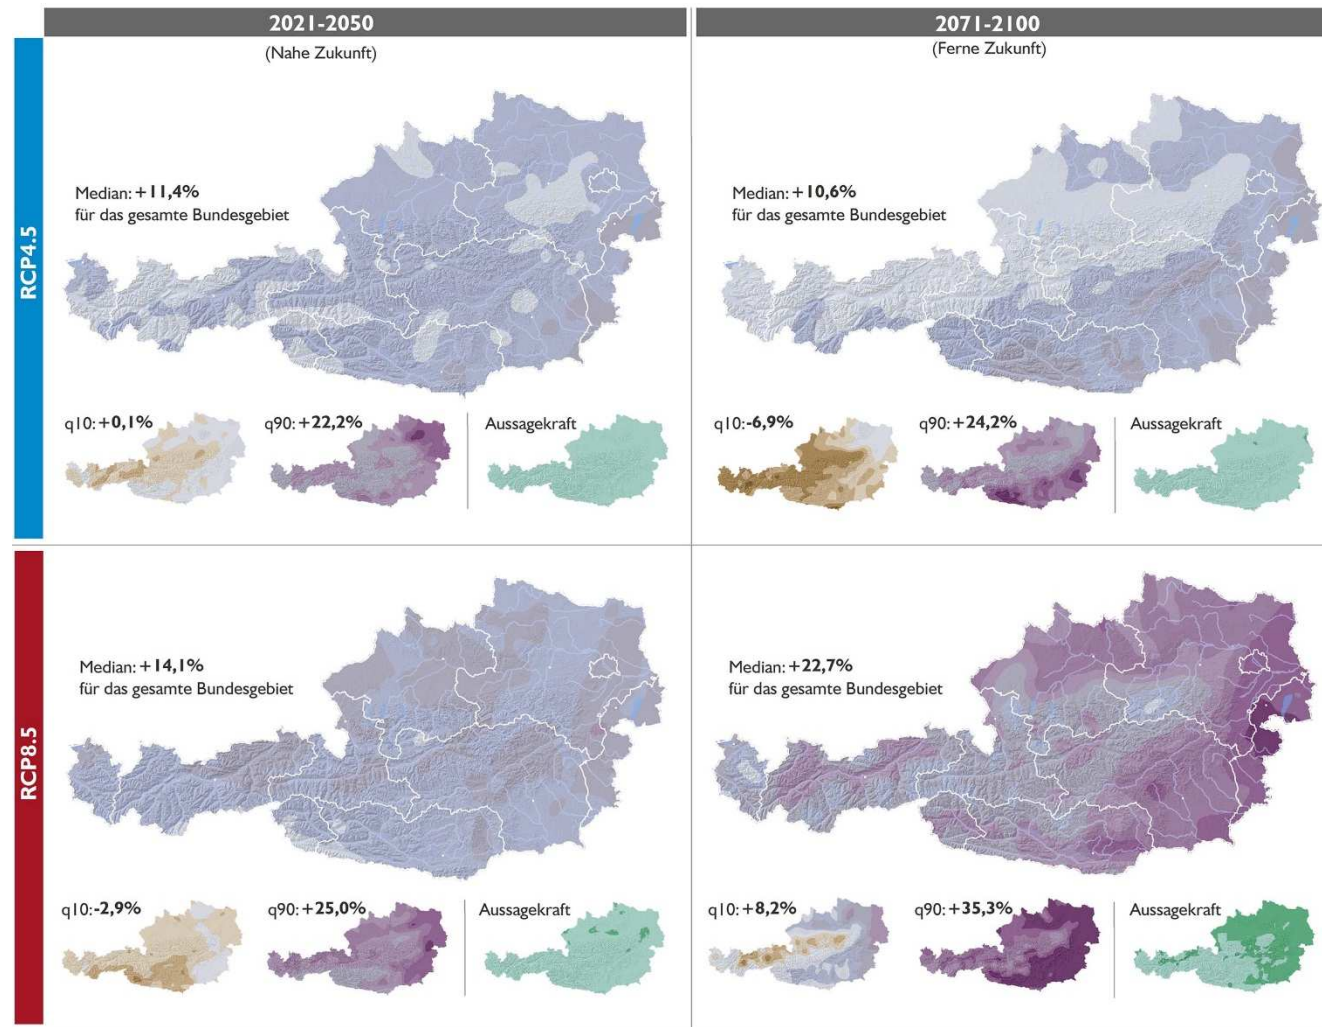 2021-2050
2071-2100
(Nahe Zukunft)
(Ferne Zukunft)
RCP4.5
Median: +11,4%
für das gesamte Bundesgebiet
q10: +0,1%
q90: +22,2%
Aussagekraft
Median: +10,6%
für das gesamte Bundesgebiet
q10: -6,9%
q90: +24,2%
Aussagekraft
RCP8.5
Median: +14,1%
für das gesamte Bundesgebiet
q10: -2,9%
q90: +25,0%
Aussagekraft
Median: +22,7%
für das gesamte Bundesgebiet
q10: +8,2%
q90: +35,3%
Aussagekraft